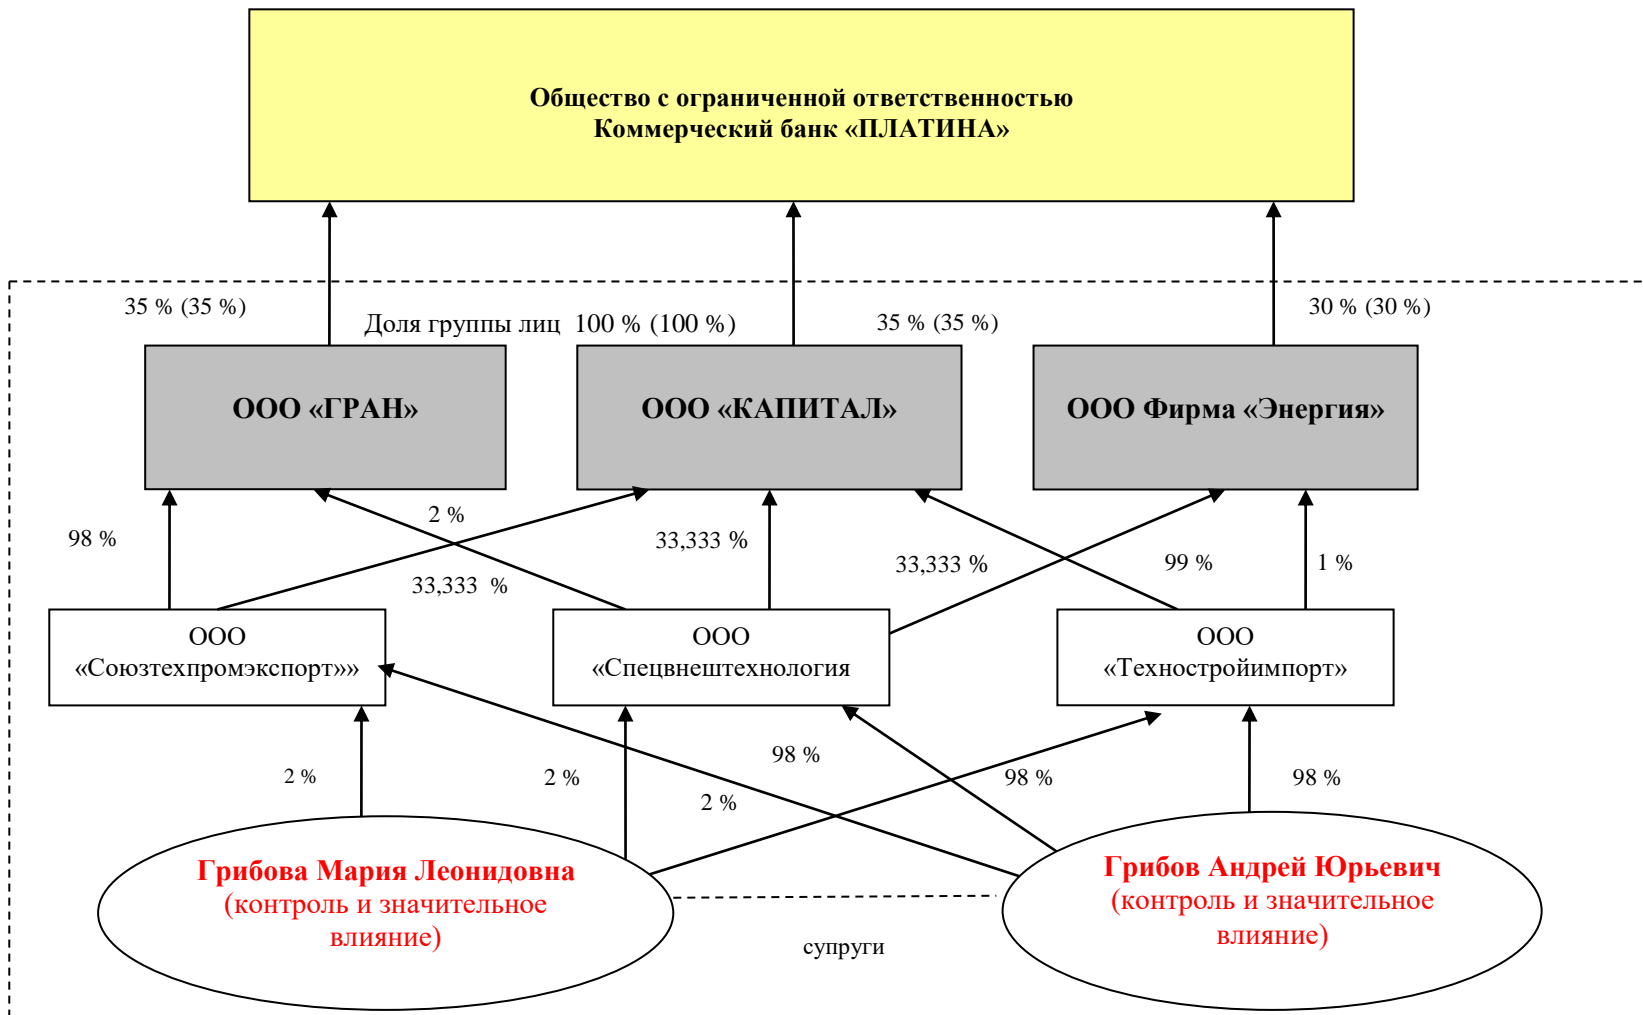 Общество с ограниченной ответственностью
Коммерческий банк «ПЛАТИНА»
35 % (35 %)
Доля группы лиц 100 % (100 %)
35 % (35 %)
30 % (30 %)
ООО «ГРАН»
ООО «КАПИТАЛ»
ООО Фирма «Энергия»
98 %
2 %
33,333 %
33,333 %
33,333 %
99 %
1 %
ООО
«Союзтехпромэкспорт»»
ООО
«Спецвнештехнология
ООО
«Техностройимпорт»
2 %
2 %
98 %
2 %
98 %
98 %
Грибова Мария Леонидовна
(контроль и значительное
влияние)
Грибов Андрей Юрьевич
(контроль и значительное
влияние)
супруги